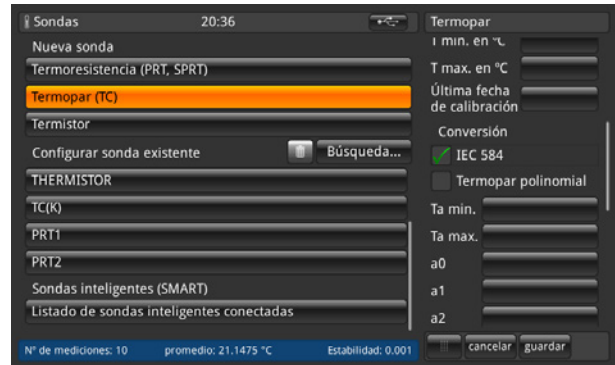 Sondas
20:36
Termopar
Nueva sonda
Termoresistencia (PRT, SPRT)
Termopar (TC)
Termistor
Configurar sonda existente
Búsqueda...
THERMISTOR
TC(K)
PRT1
PRT2
Sondas inteligentes (SMART)
Listado de sondas inteligentes conectadas
Nº de mediciones: 10 promedio: 21.1475 °C Estabilidad: 0.001
T min. en °C
T max. en °C
Última fecha
de calibración
Conversión
IEC 584
Termopar polinomial
Ta min.
Ta max.
a0
a1
a2
cancelar guardar